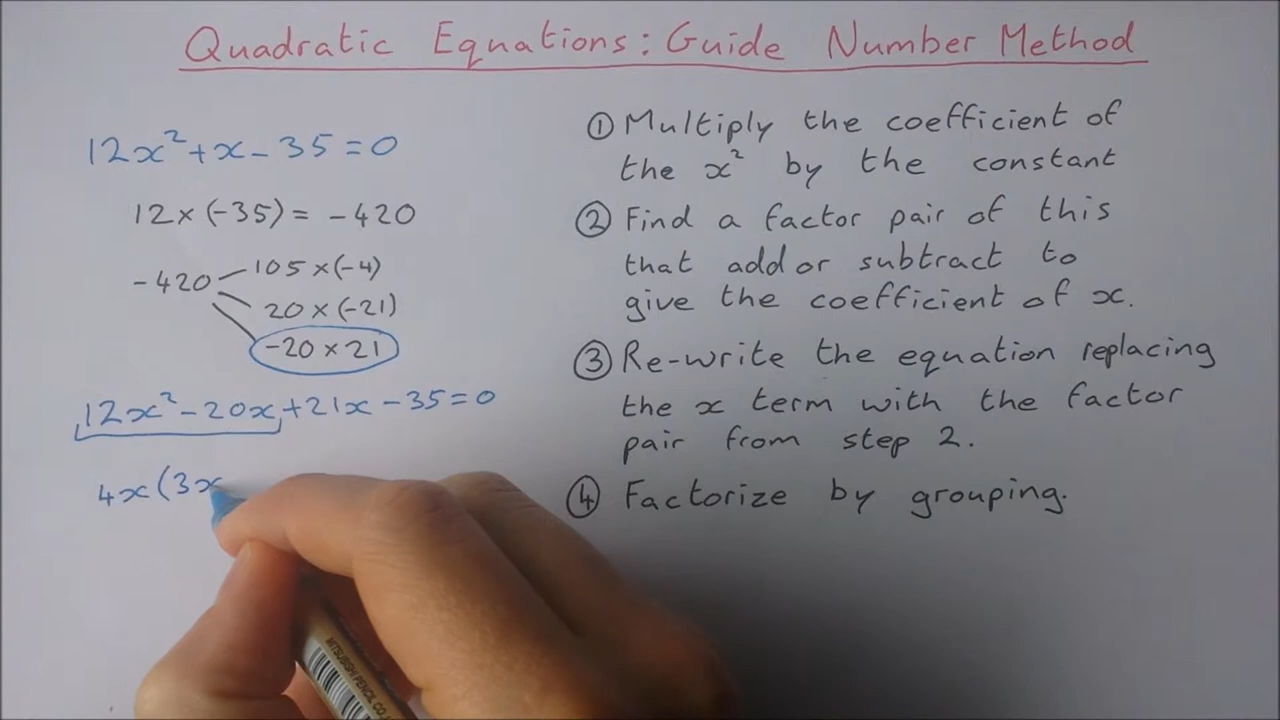 Quadratic Equations: Guide Number Method
12x²+x-35=0
12×(-35)=-420
-420
105×(-4)
20×(-21)
-20×21
12x²-20x+21x-35=0
4x(3x
① Multiply the coefficient of
the x² by the constant
② Find a factor pair of this
that add or subtract to
give the coefficient of x.
③ Re-write the equation replacing
the x term with the factor
pair from step 2.
④ Factorize by grouping.
MITSUBISHI PENCIL CO.